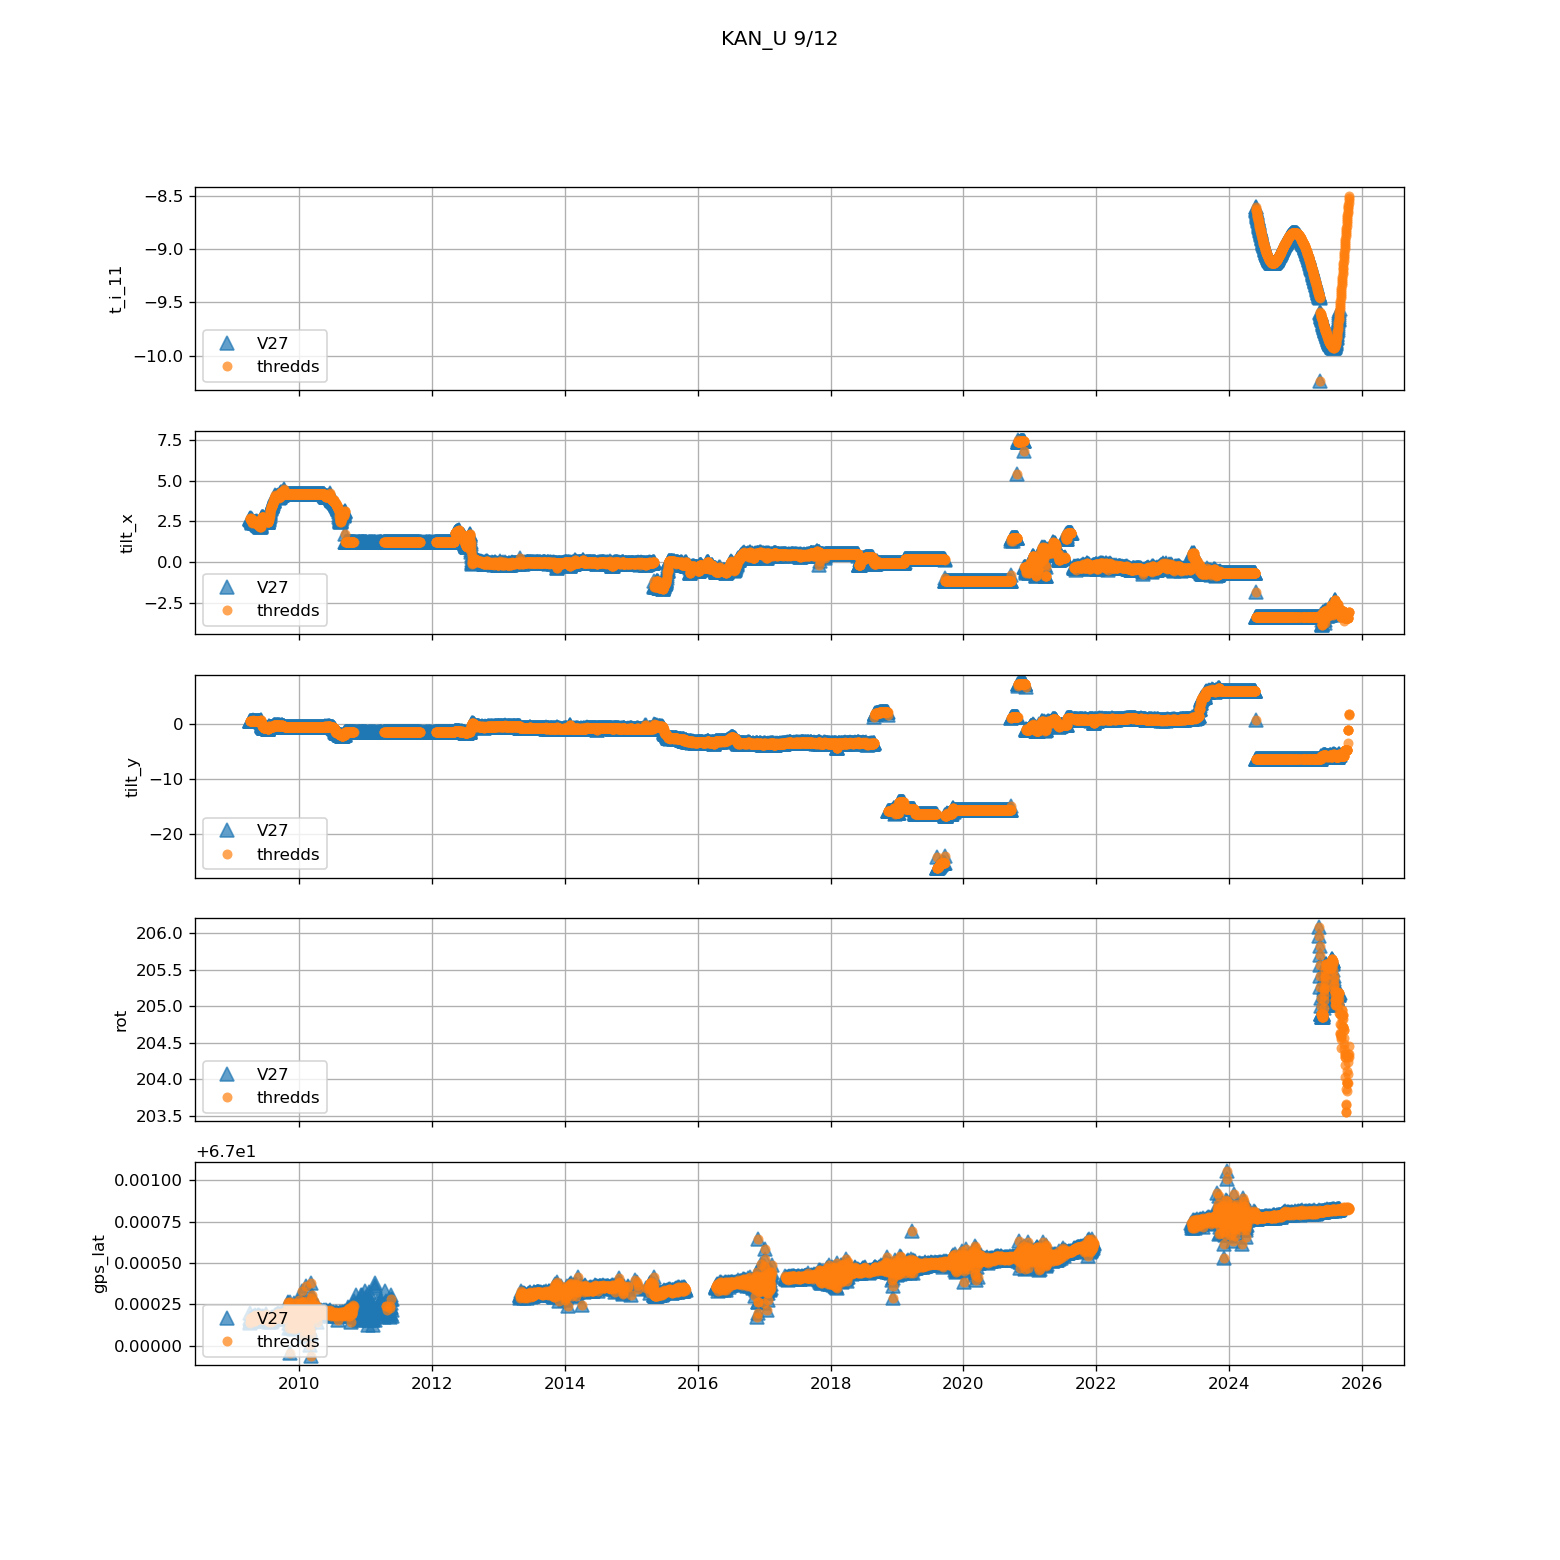 KAN_U 9/12
−8.5
−9.0
−9.5
−10.0
t_i_11
V27
thredds
7.5
5.0
2.5
0.0
−2.5
tilt_x
V27
thredds
0
−10
−20
tilt_y
V27
thredds
206.0
205.5
205.0
204.5
204.0
203.5
rot
V27
thredds
+6.7e1
0.00100
0.00075
0.00050
0.00025
0.00000
gps_lat
V27
thredds
2010 2012 2014 2016 2018 2020 2022 2024 2026